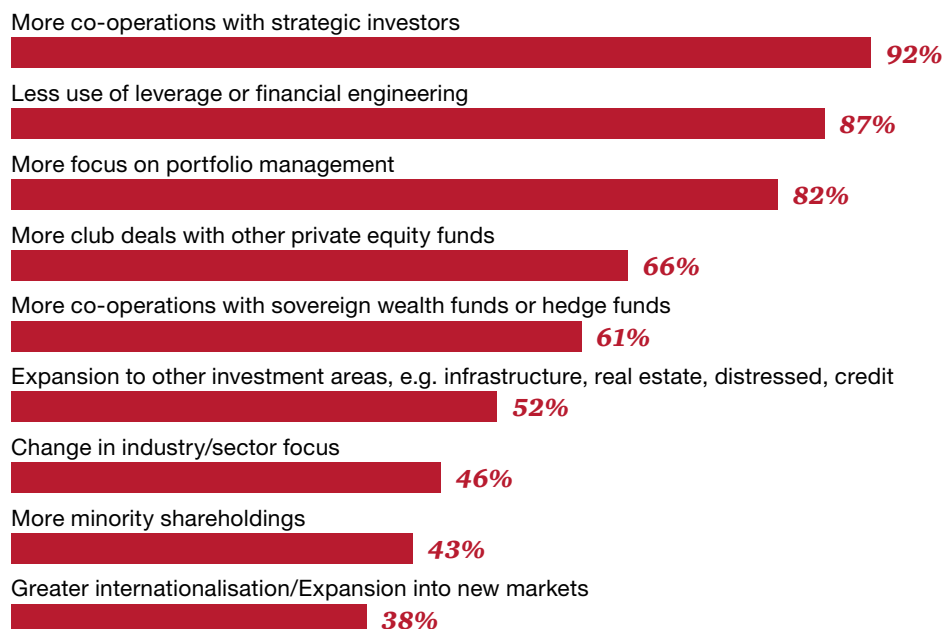 More co-operations with strategic investors
92%
Less use of leverage or financial engineering
87%
More focus on portfolio management
82%
More club deals with other private equity funds
66%
More co-operations with sovereign wealth funds or hedge funds
61%
Expansion to other investment areas, e.g. infrastructure, real estate, distressed, credit
52%
Change in industry/sector focus
46%
More minority shareholdings
43%
Greater internationalisation/Expansion into new markets
38%